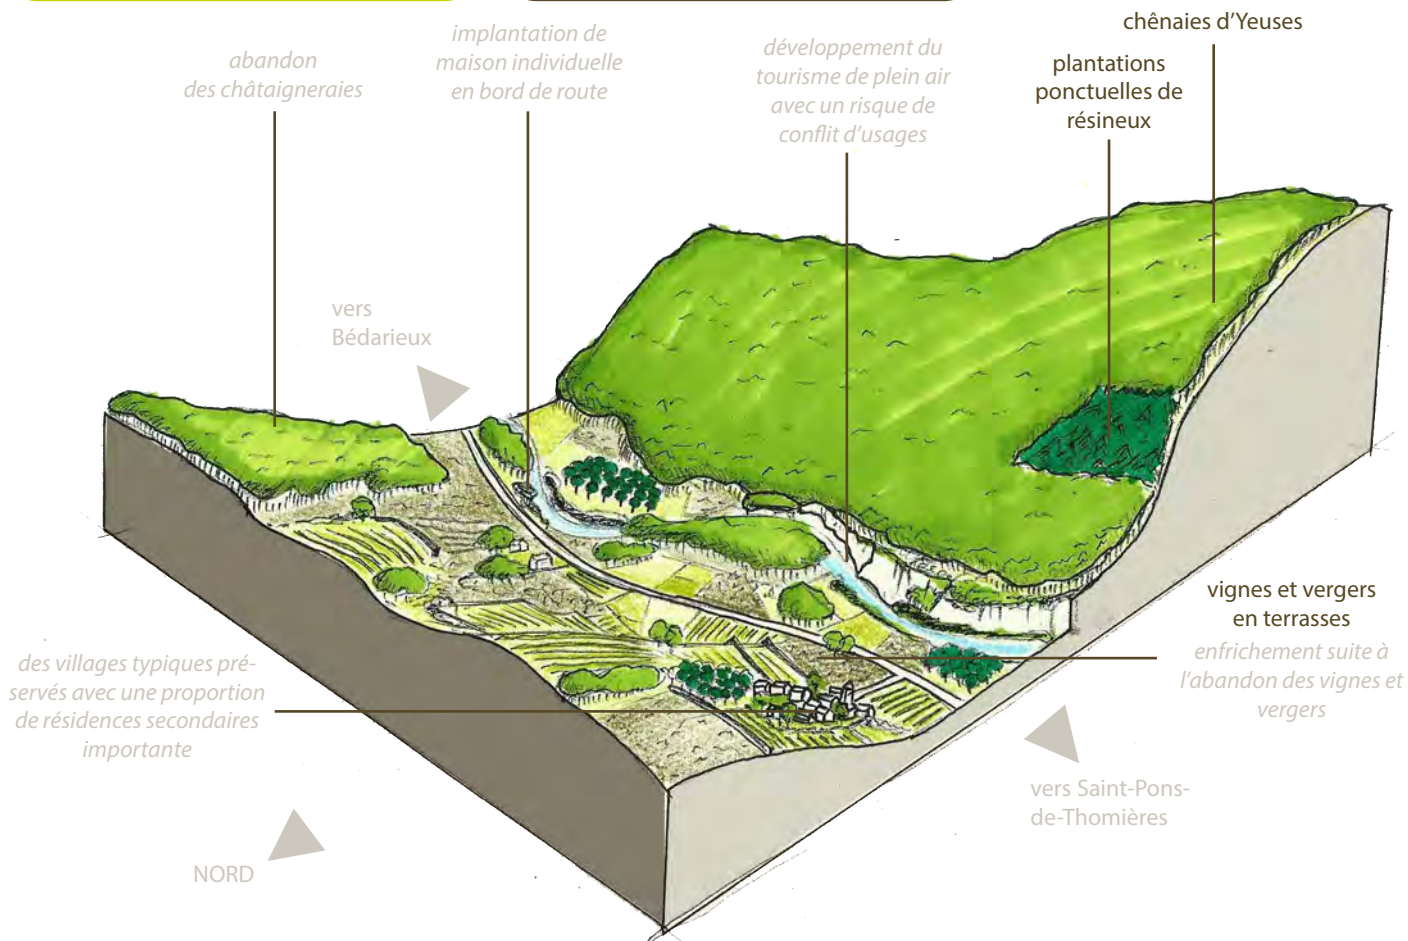 chênaies d'Yeuses
implantation de
maison individuelle
en bord de route
développement du
tourisme de plein air
avec un risque de
conflit d'usages
abandon
des châtaigneraies
plantations
ponctuelles de
résineux
vers
Bédarieux
vignes et vergers
en terrasses
enfrichement suite à
l'abandon des vignes et
vergers
des villages typiques pré-
servés avec une proportion
de résidences secondaires
importante
vers Saint-Pons-
de-Thomières
NORD